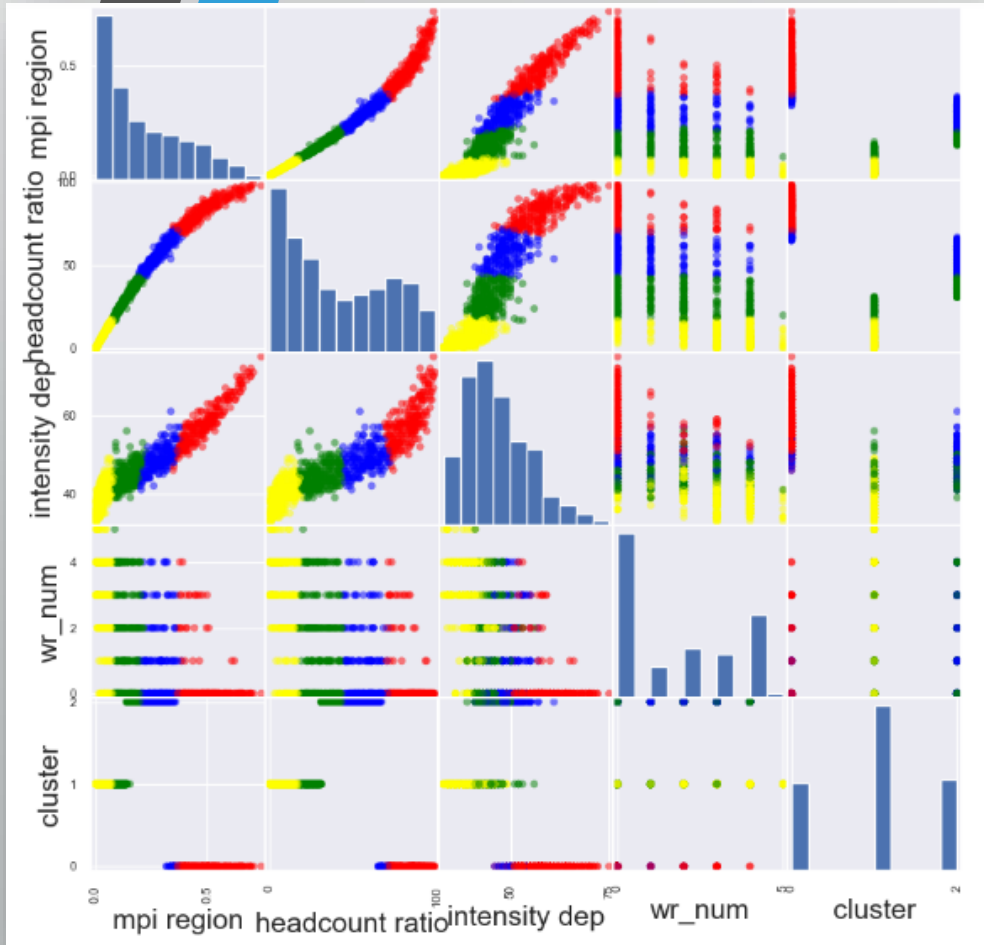 mpi region
0.5
0.0
headcount ratio
100
50
0
intensity dep
60
40
wr_num
4
2
0
cluster
2
1
0
0.0 0.5 0 100 50 75 0 5 0 2
mpi region headcount ratio intensity dep wr_num cluster